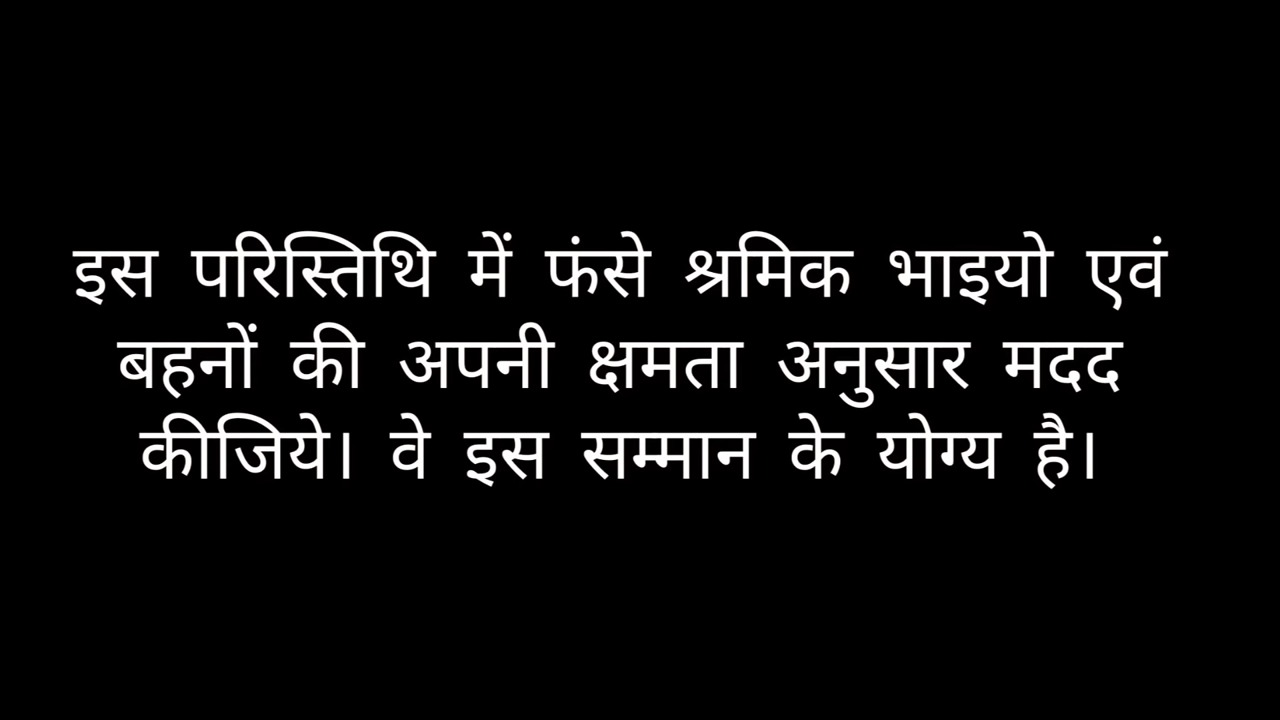 इस परिस्तिथि में फंसे श्रमिक भाइयो एवं
बहनों की अपनी क्षमता अनुसार मदद
कीजिये। वे इस सम्मान के योग्य है।